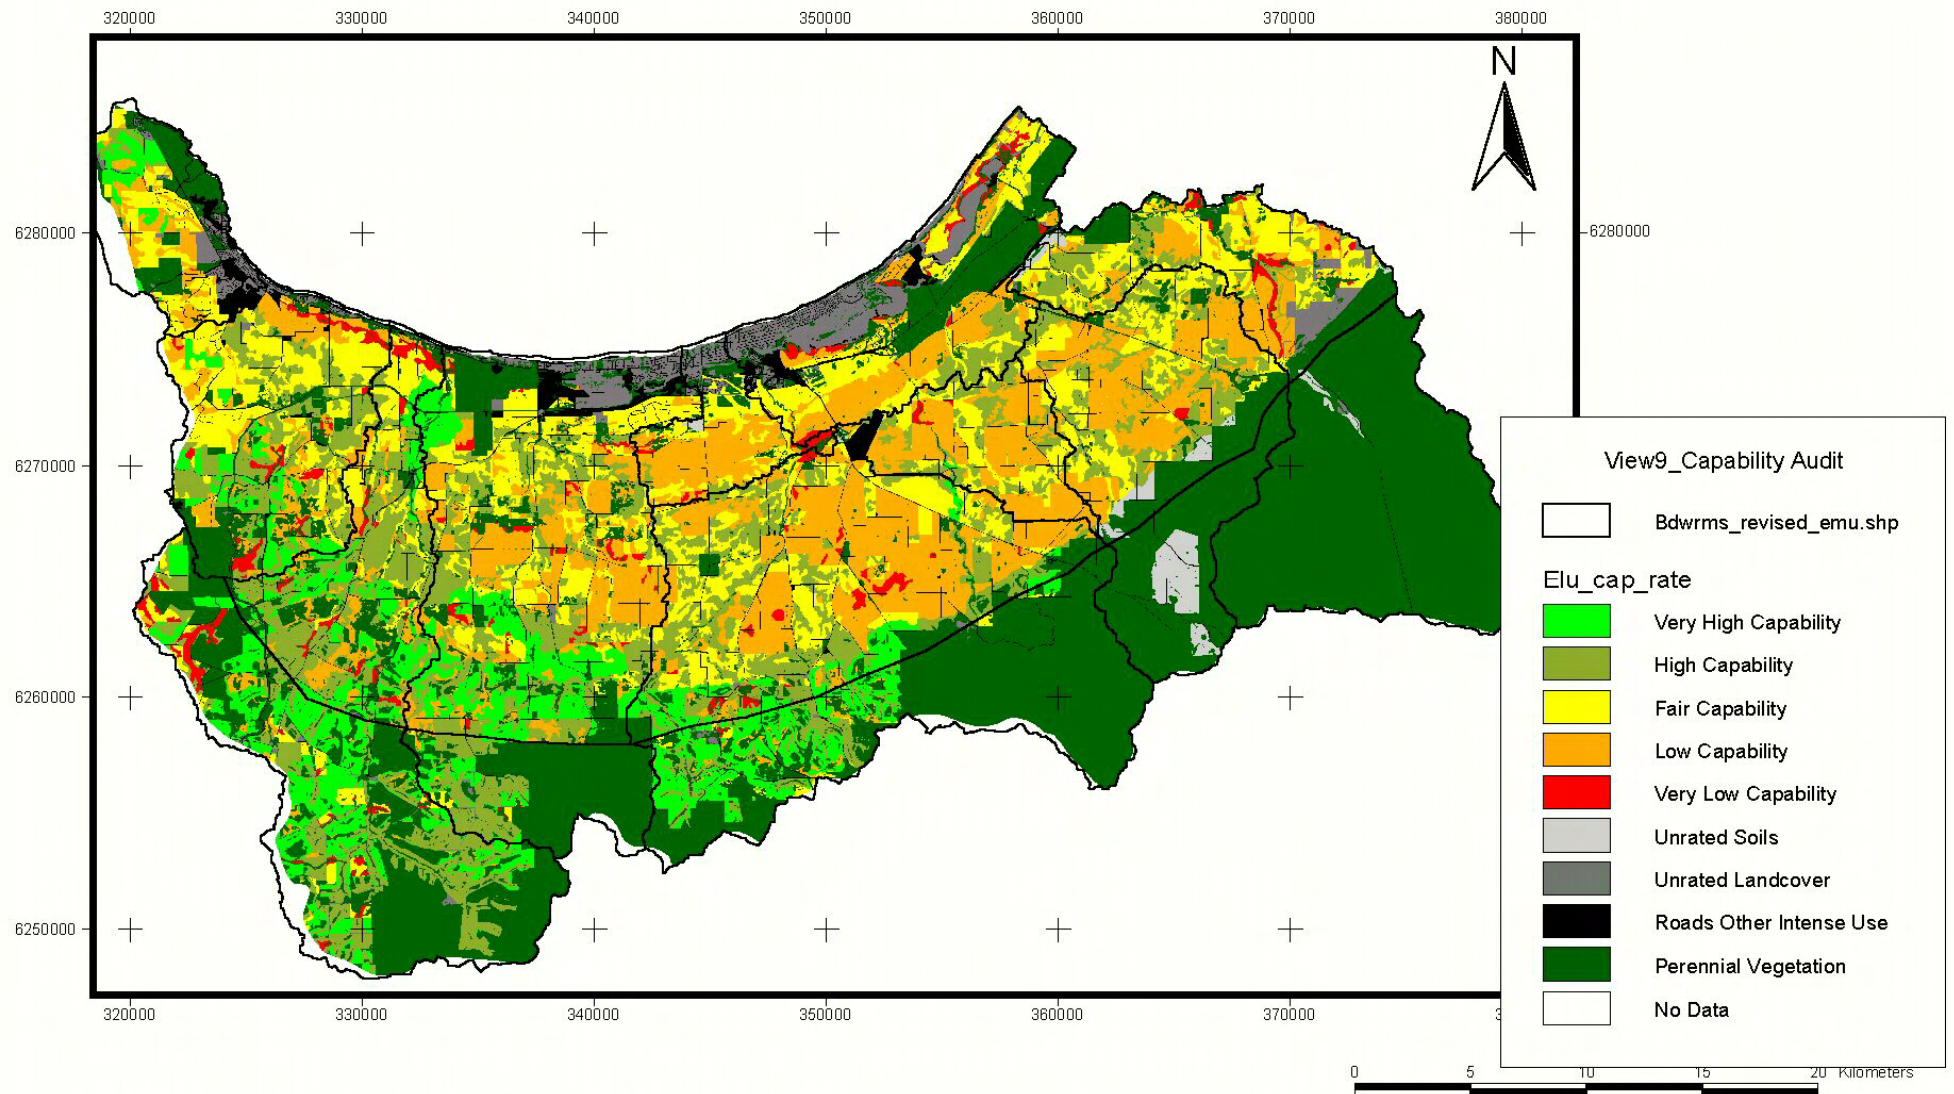 320000 330000 340000 350000 360000 370000 380000
N
6280000 6280000
6270000
6260000
6250000
320000 330000 340000 350000 360000 370000
View9_Capability Audit
Bdwrms_revised_emu.shp
Elu_cap_rate
Very High Capability
High Capability
Fair Capability
Low Capability
Very Low Capability
Unrated Soils
Unrated Landcover
Roads Other Intense Use
Perennial Vegetation
No Data
0 5 10 15 20 Kilometers